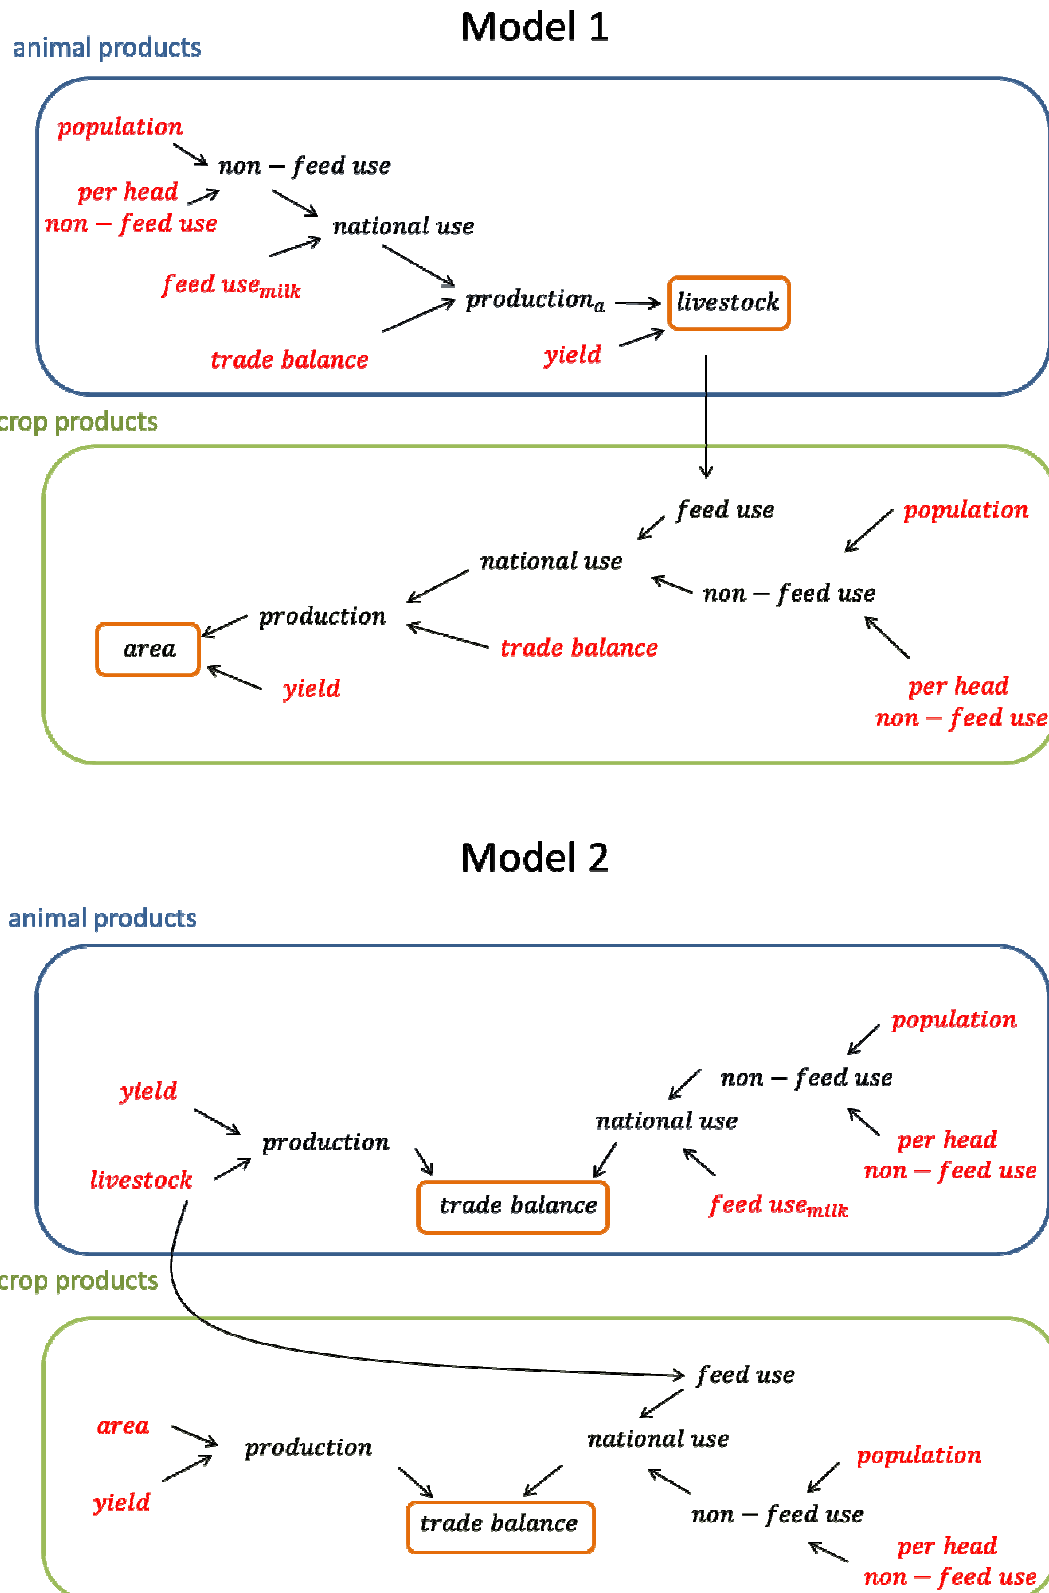 Model 1
animal products
population
non − feed use
per head
non − feed use
national use
feed use_milk
production_a
livestock
trade balance
yield
crop products
feed use
population
national use
non − feed use
production
area
trade balance
yield
per head
non − feed use
Model 2
animal products
population
non − feed use
yield
national use
production
per head
non − feed use
livestock
trade balance
feed use_milk
crop products
feed use
area
national use
production
population
yield
non − feed use
trade balance
per head
non − feed use